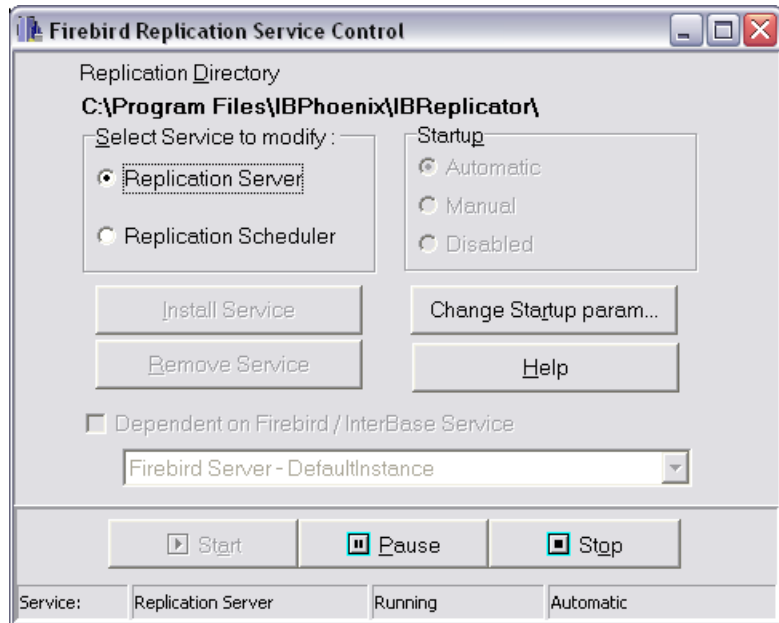 Firebird Replication Service Control
Replication Directory
C:\Program Files\IBPhoenix\IBReplicator\
Select Service to modify :
Replication Server
Replication Scheduler
Startup
Automatic
Manual
Disabled
Install Service
Change Startup param...
Remove Service
Help
Dependent on Firebird / InterBase Service
Firebird Server - DefaultInstance
Start Pause Stop
Service: Replication Server Running Automatic